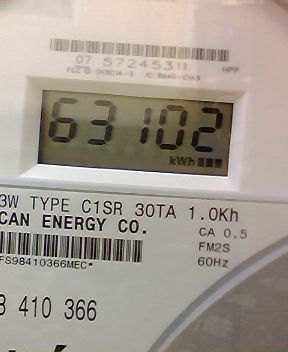 07 57245311
63102
kWh
3W TYPE C1SR 30TA 1.0Kh
CAN ENERGY CO.
CA 0.5
FM2S
FS98410366MEC*
60Hz
8 410 366